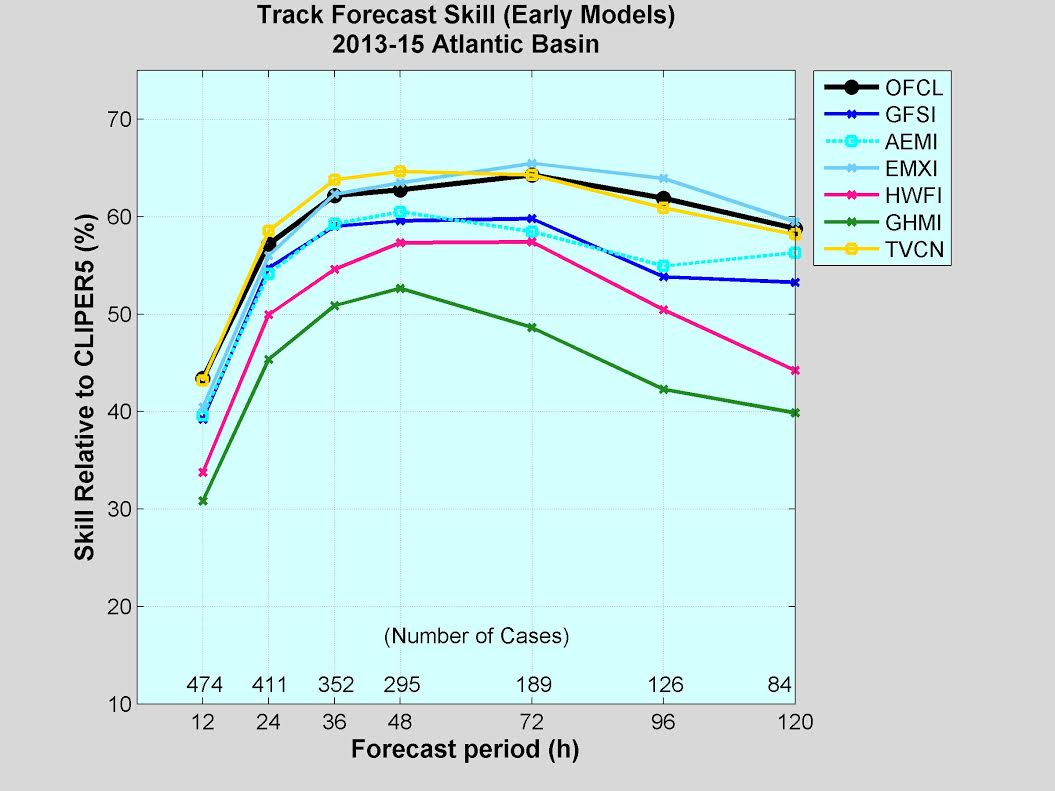 Track Forecast Skill (Early Models)
2013-15 Atlantic Basin
OFCL
GFSI
AEMI
EMXI
HWFI
GHMI
TVCN
Skill Relative to CLIPER5 (%)
70
60
50
40
30
20
10
(Number of Cases)
474 411 352 295 189 126 84
12 24 36 48 72 96 120
Forecast period (h)